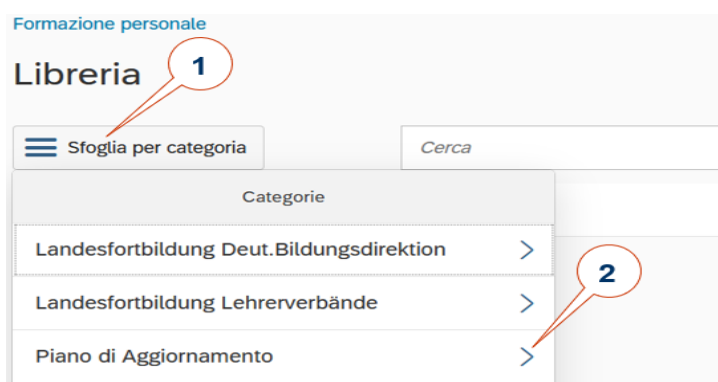 Formazione personale
Libreria
1
Sfoglia per categoria
Cerca
Categorie
Landesfortbildung Deut.Bildungsdirektion
2
Landesfortbildung Lehrerverbände
Piano di Aggiornamento